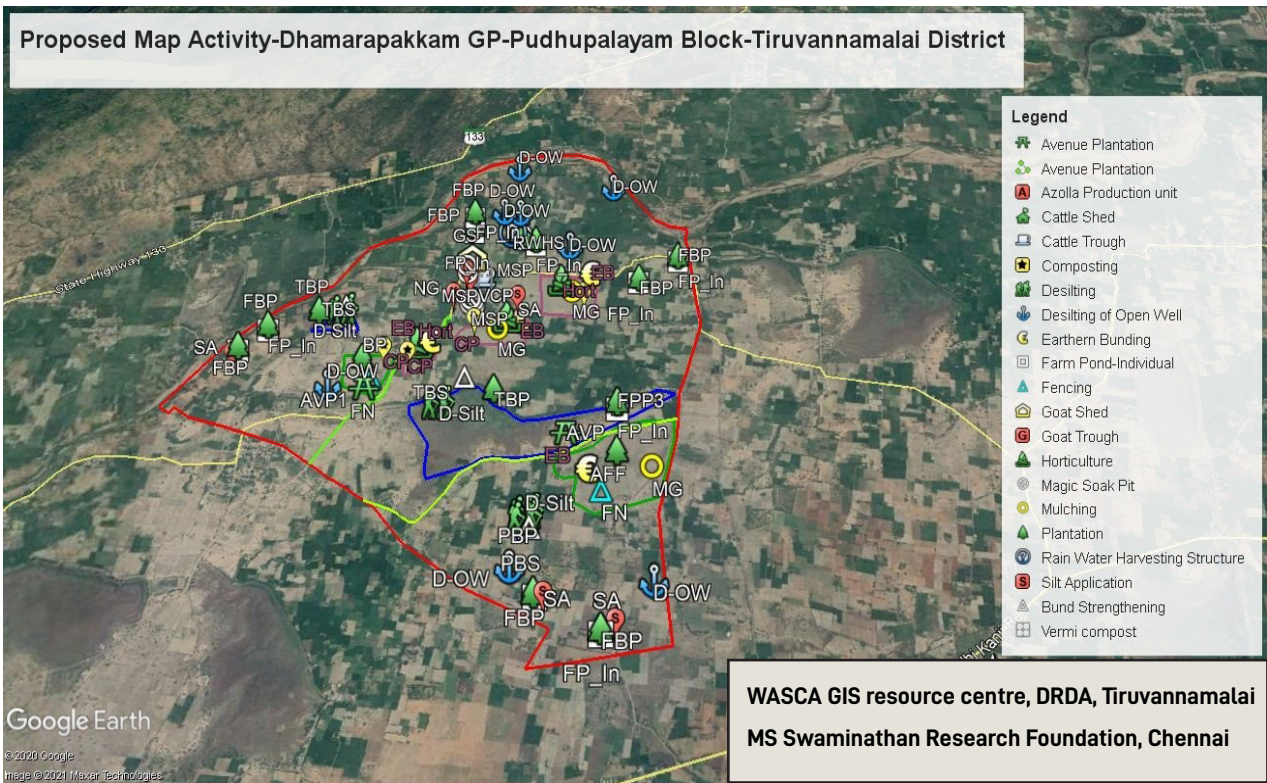 Proposed Map Activity-Dhamarapakkam GP-Pudhupalayam Block-Tiruvannamalai District
Legend
Avenue Plantation
Avenue Plantation
A Azolla Production unit
Cattle Shed
Cattle Trough
Composting
Desilting
Desilting of Open Well
Eartern Bunding
Farm Pond-Individual
Fencing
Goat Shed
G Goat Trough
Horticulture
Magic Soak Pit
Mulching
Plantation
Rain Water Harvesting Structure
S Silt Application
Bund Strengthening
Vermi compost
133
State Highway 133
D-OW
D-OW
FBP D-OW
FBP
D-OW
GS
RWHS
D-OW
FBP
FP_In
MSP
FP_In
EB
FBP
FP_In
NG
MSP
VCP
S
Hort
MG
FP_In
TBP
FBP
TBS
D-Silt
MSP
SA
EB
EB
Hort
CP
MG
SA
FP_In
FBP
BP
CP
CP
D-OW
AVP1
FN
TBS
D-Silt
TBP
FPP3
FP_In
AVP
EB
AFF
MG
FN
D-Silt
PBP
PBS
D-OW
D-OW
SA
FBP
SA
S
FBP
FP_In
WASCA GIS resource centre, DRDA, Tiruvannamalai
MS Swaminathan Research Foundation, Chennai
Google Earth
© 2020 Google
Image © 2021 Maxar Technologies